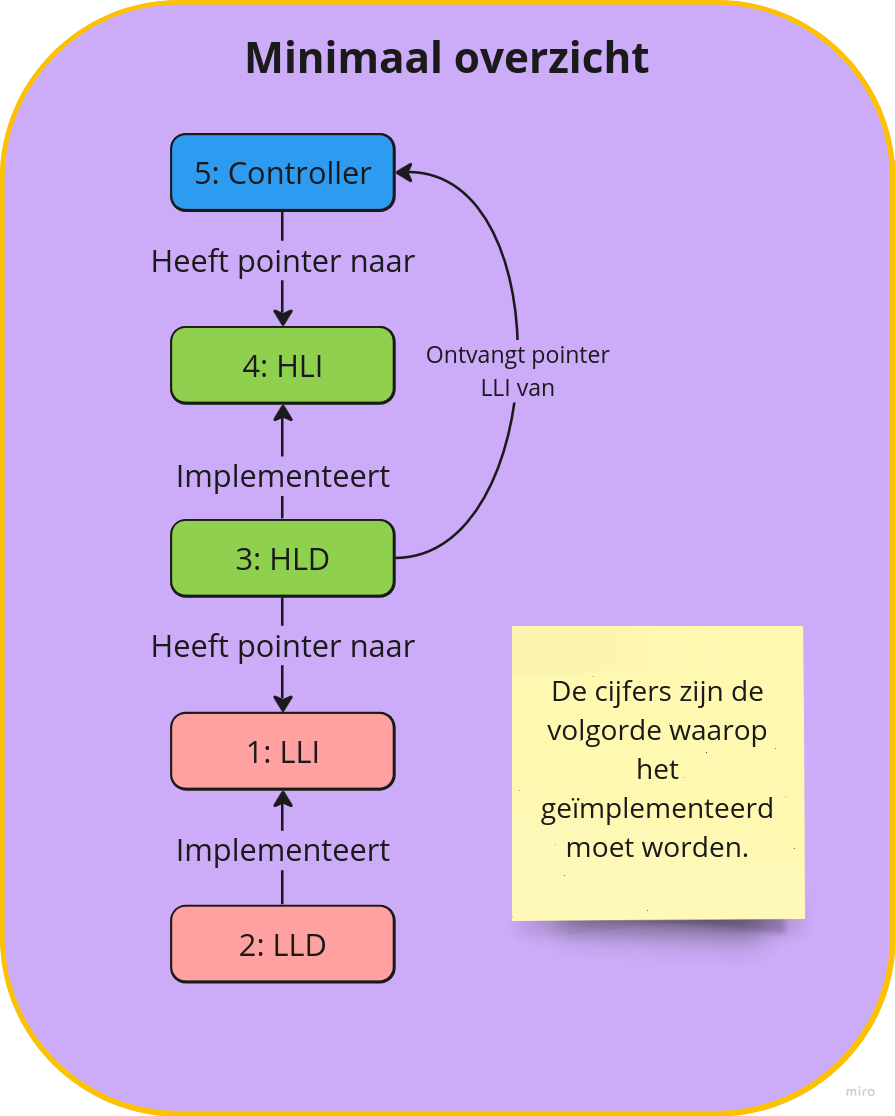 Minimaal overzicht
5: Controller
Heeft pointer naar
4: HLI
Ontvangt pointer
LLI van
Implementeert
3: HLD
Heeft pointer naar
1: LLI
Implementeert
2: LLD
De cijfers zijn de
volgorde waarop
het
geïmplementeerd
moet worden.
miro